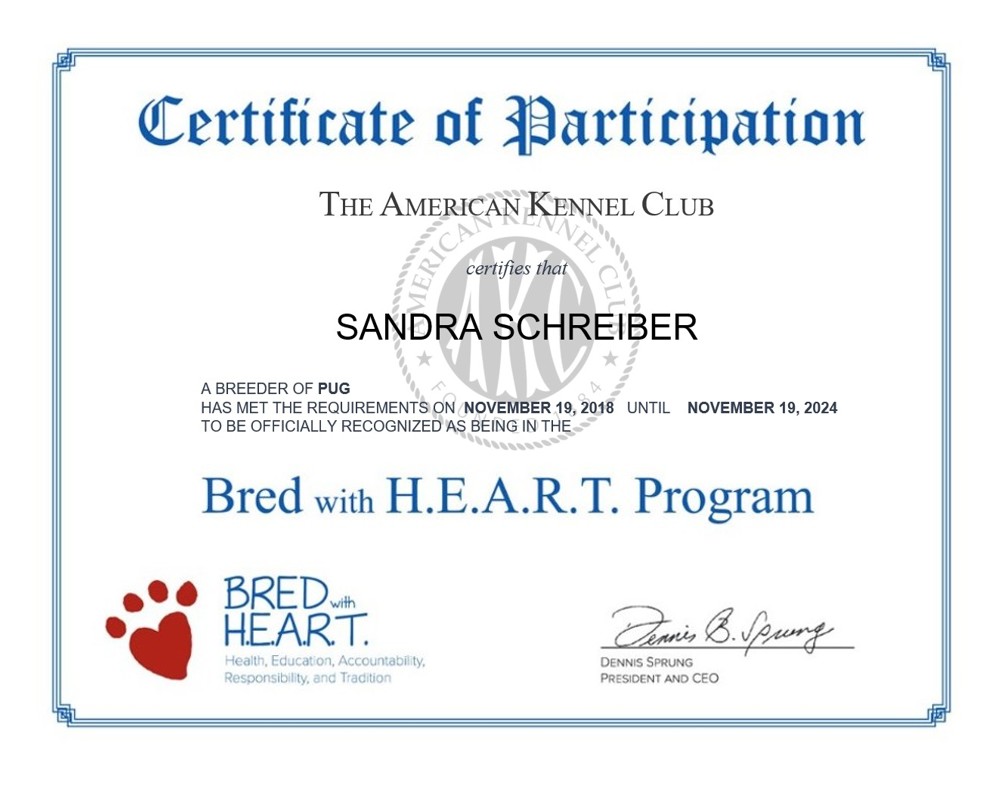 Certificate of Participation
THE AMERICAN KENNEL CLUB
AMERICAN KENNEL CLUB
AKC
FOUNDED 1884
certifies that
SANDRA SCHREIBER
A BREEDER OF PUG
HAS MET THE REQUIREMENTS ON NOVEMBER 19, 2018 UNTIL NOVEMBER 19, 2024
TO BE OFFICIALLY RECOGNIZED AS BEING IN THE
Bred with H.E.A.R.T. Program
BRED with
H.E.A.R.T.
Health, Education, Accountability,
Responsibility, and Tradition
Dennis B. Sprung
DENNIS SPRUNG
PRESIDENT AND CEO